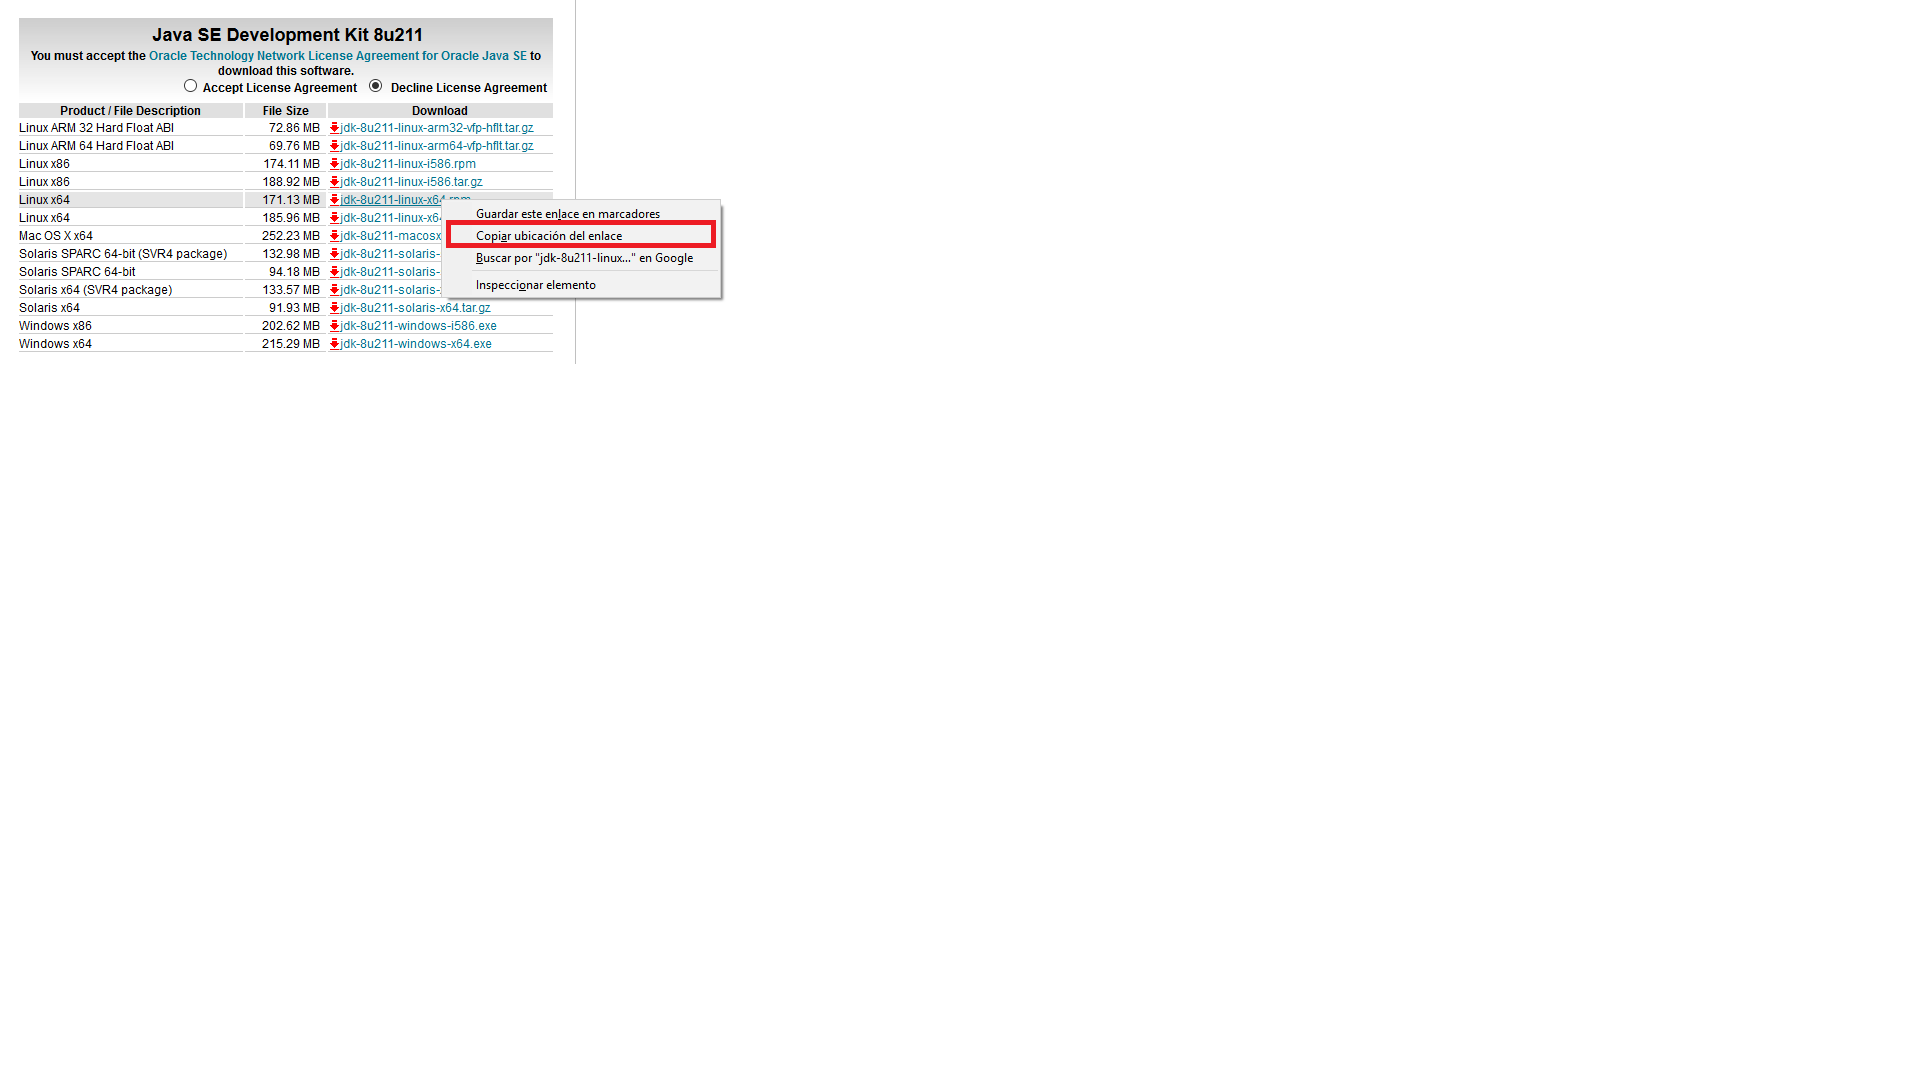 Java SE Development Kit 8u211
You must accept the Oracle Technology Network License Agreement for Oracle Java SE to
download this software.
Accept License Agreement Decline License Agreement
Product / File Description File Size Download
Linux ARM 32 Hard Float ABI 72.86 MB jdk-8u211-linux-arm32-vfp-hflt.tar.gz
Linux ARM 64 Hard Float ABI 69.76 MB jdk-8u211-linux-arm64-vfp-hflt.tar.gz
Linux x86 174.11 MB jdk-8u211-linux-i586.rpm
Linux x86 188.92 MB jdk-8u211-linux-i586.tar.gz
Linux x64 171.13 MB jdk-8u211-linux-x64.rpm
Linux x64 185.96 MB jdk-8u211-linux-x64
Mac OS X x64 252.23 MB jdk-8u211-macosx
Solaris SPARC 64-bit (SVR4 package) 132.98 MB jdk-8u211-solaris-
Solaris SPARC 64-bit 94.18 MB jdk-8u211-solaris-
Solaris x64 (SVR4 package) 133.57 MB jdk-8u211-solaris-
Solaris x64 91.93 MB jdk-8u211-solaris-x64.tar.gz
Windows x86 202.62 MB jdk-8u211-windows-i586.exe
Windows x64 215.29 MB jdk-8u211-windows-x64.exe
Guardar este enlace en marcadores
Copiar ubicación del enlace
Buscar por "jdk-8u211-linux..." en Google
Inspeccionar elemento